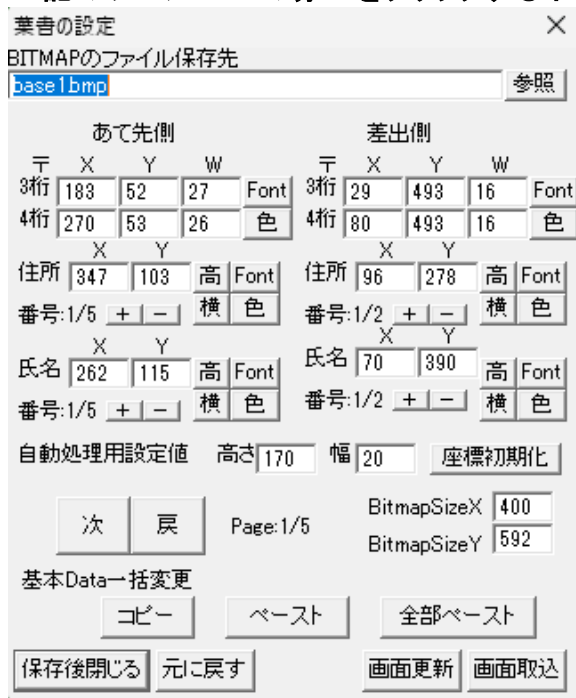 葉書の設定
BITMAPのファイル保存先
base1.bmp 参照
あて先側 差出側
〒 X Y W 〒 X Y W
3桁 183 52 27 Font 3桁 29 493 16 Font
4桁 270 53 26 色 4桁 80 493 16 色
X Y X Y
住所 347 103 高 Font 住所 96 278 高 Font
番号:1/5 + - 横 色 番号:1/2 + - 横 色
X Y X Y
氏名 262 115 高 Font 氏名 70 390 高 Font
番号:1/5 + - 横 色 番号:1/2 + - 横 色
自動処理用設定値 高さ 170 幅 20 座標初期化
次 戻 Page:1/5 BitmapSizeX 400
BitmapSizeY 592
基本Data一括変更
コピー ペースト 全部ペースト
保存後閉じる 元に戻す 画面更新 画面取込